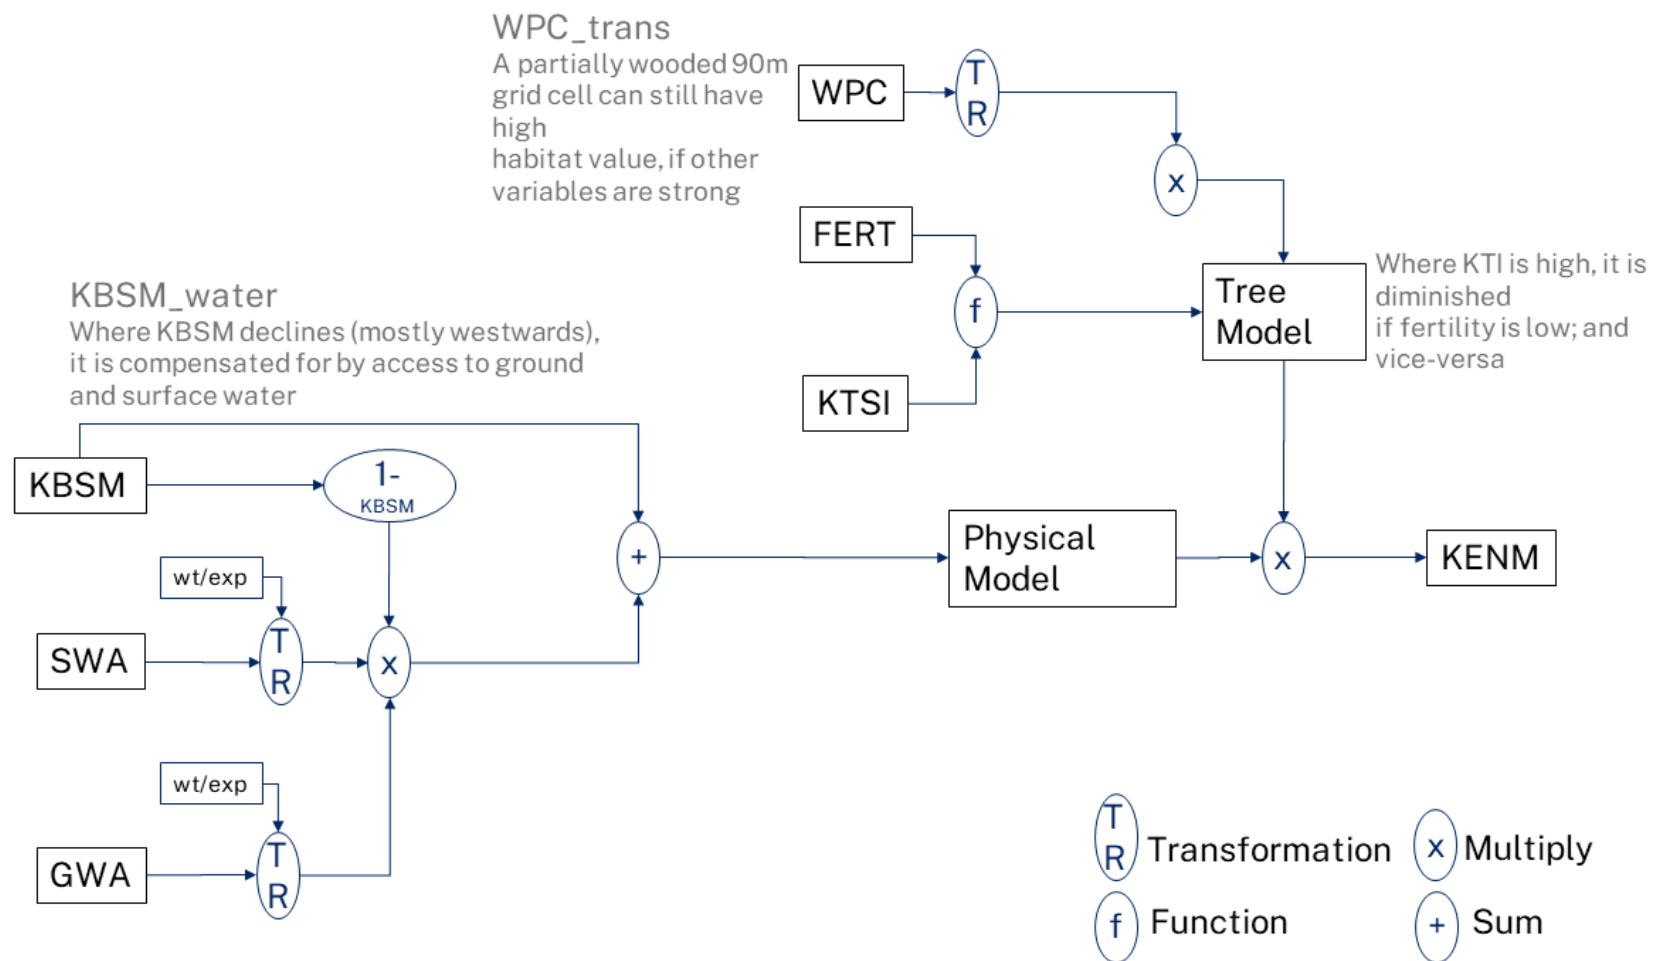 WPC_trans
A partially wooded 90m
grid cell can still have
high
habitat value, if other
variables are strong
WPC
T
R
x
FERT
f
KTSI
Tree
Model
Where KTI is high, it is
diminished
if fertility is low; and
vice-versa
KBSM_water
Where KBSM declines (mostly westwards),
it is compensated for by access to ground
and surface water
KBSM
1-
KBSM
wt/exp
SWA
T
R
x
+
Physical
Model
x
KENM
wt/exp
GWA
T
R
T
R
Transformation
x
Multiply
f
Function
+
Sum